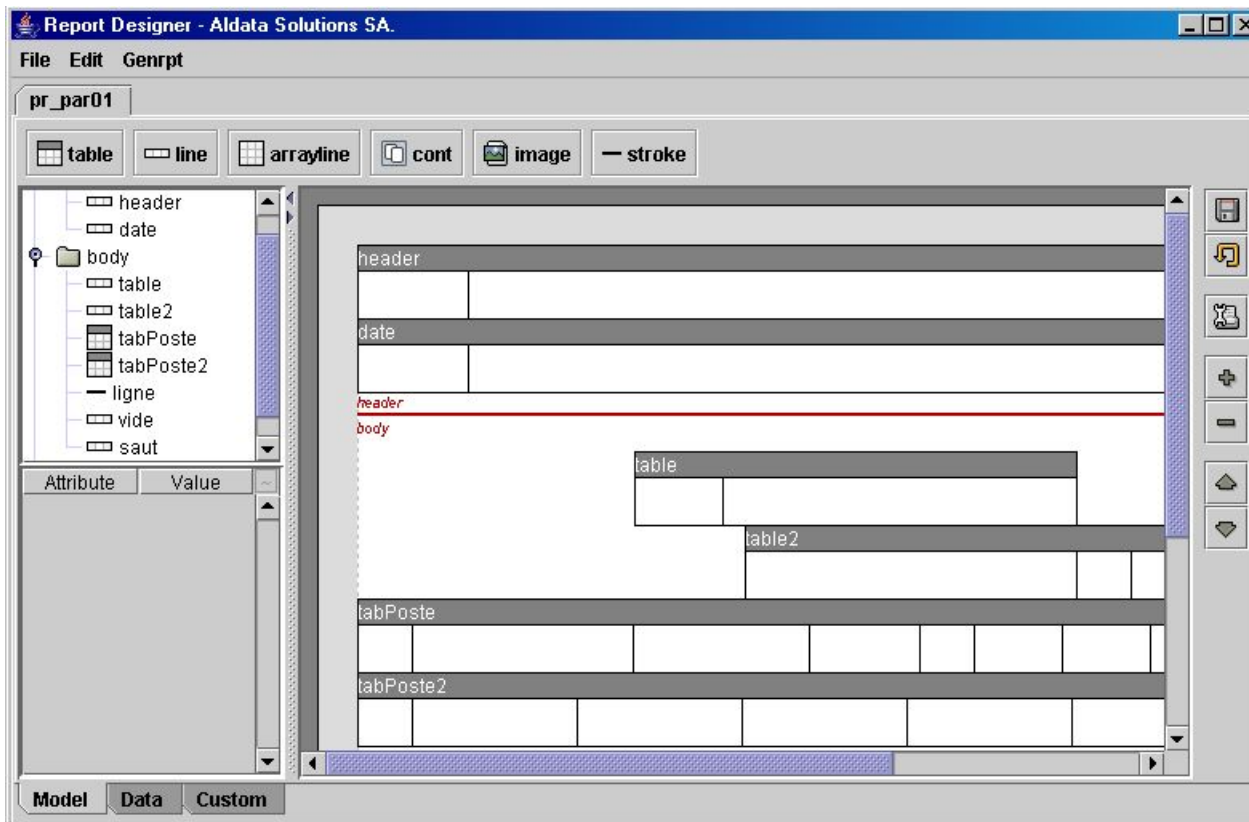 Report Designer - Aldata Solutions SA.
File Edit Genrpt
pr_par01
table line arrayline cont image stroke
header
date
body
table
table2
tabPoste
tabPoste2
ligne
vide
saut
Attribute Value
header
date
header
body
table
table2
tabPoste
tabPoste2
Model Data Custom